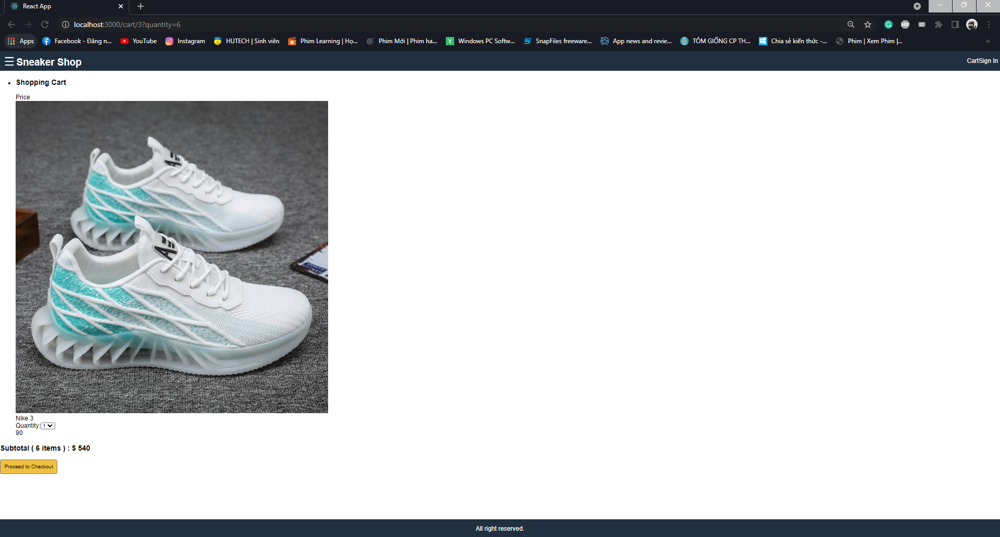 React App
localhost:3000/cart/3?quantity=6
ABP
Apps Facebook - Đăng n... YouTube Instagram HUTECH | Sinh viên Phim Learning | Họ... Phim Mới | Phim ha... Windows PC Softw... SnapFiles freeware... App news and revie... TÔM GIỐNG CP TH... Chia sẻ kiến thức -... Phim | Xem Phim |...
☰ Sneaker Shop CartSign In
Shopping Cart
Price
Nike 3
Quantity: 1
90
Subtotal ( 6 items ) : $ 540
Proceed to Checkout
All right reserved.